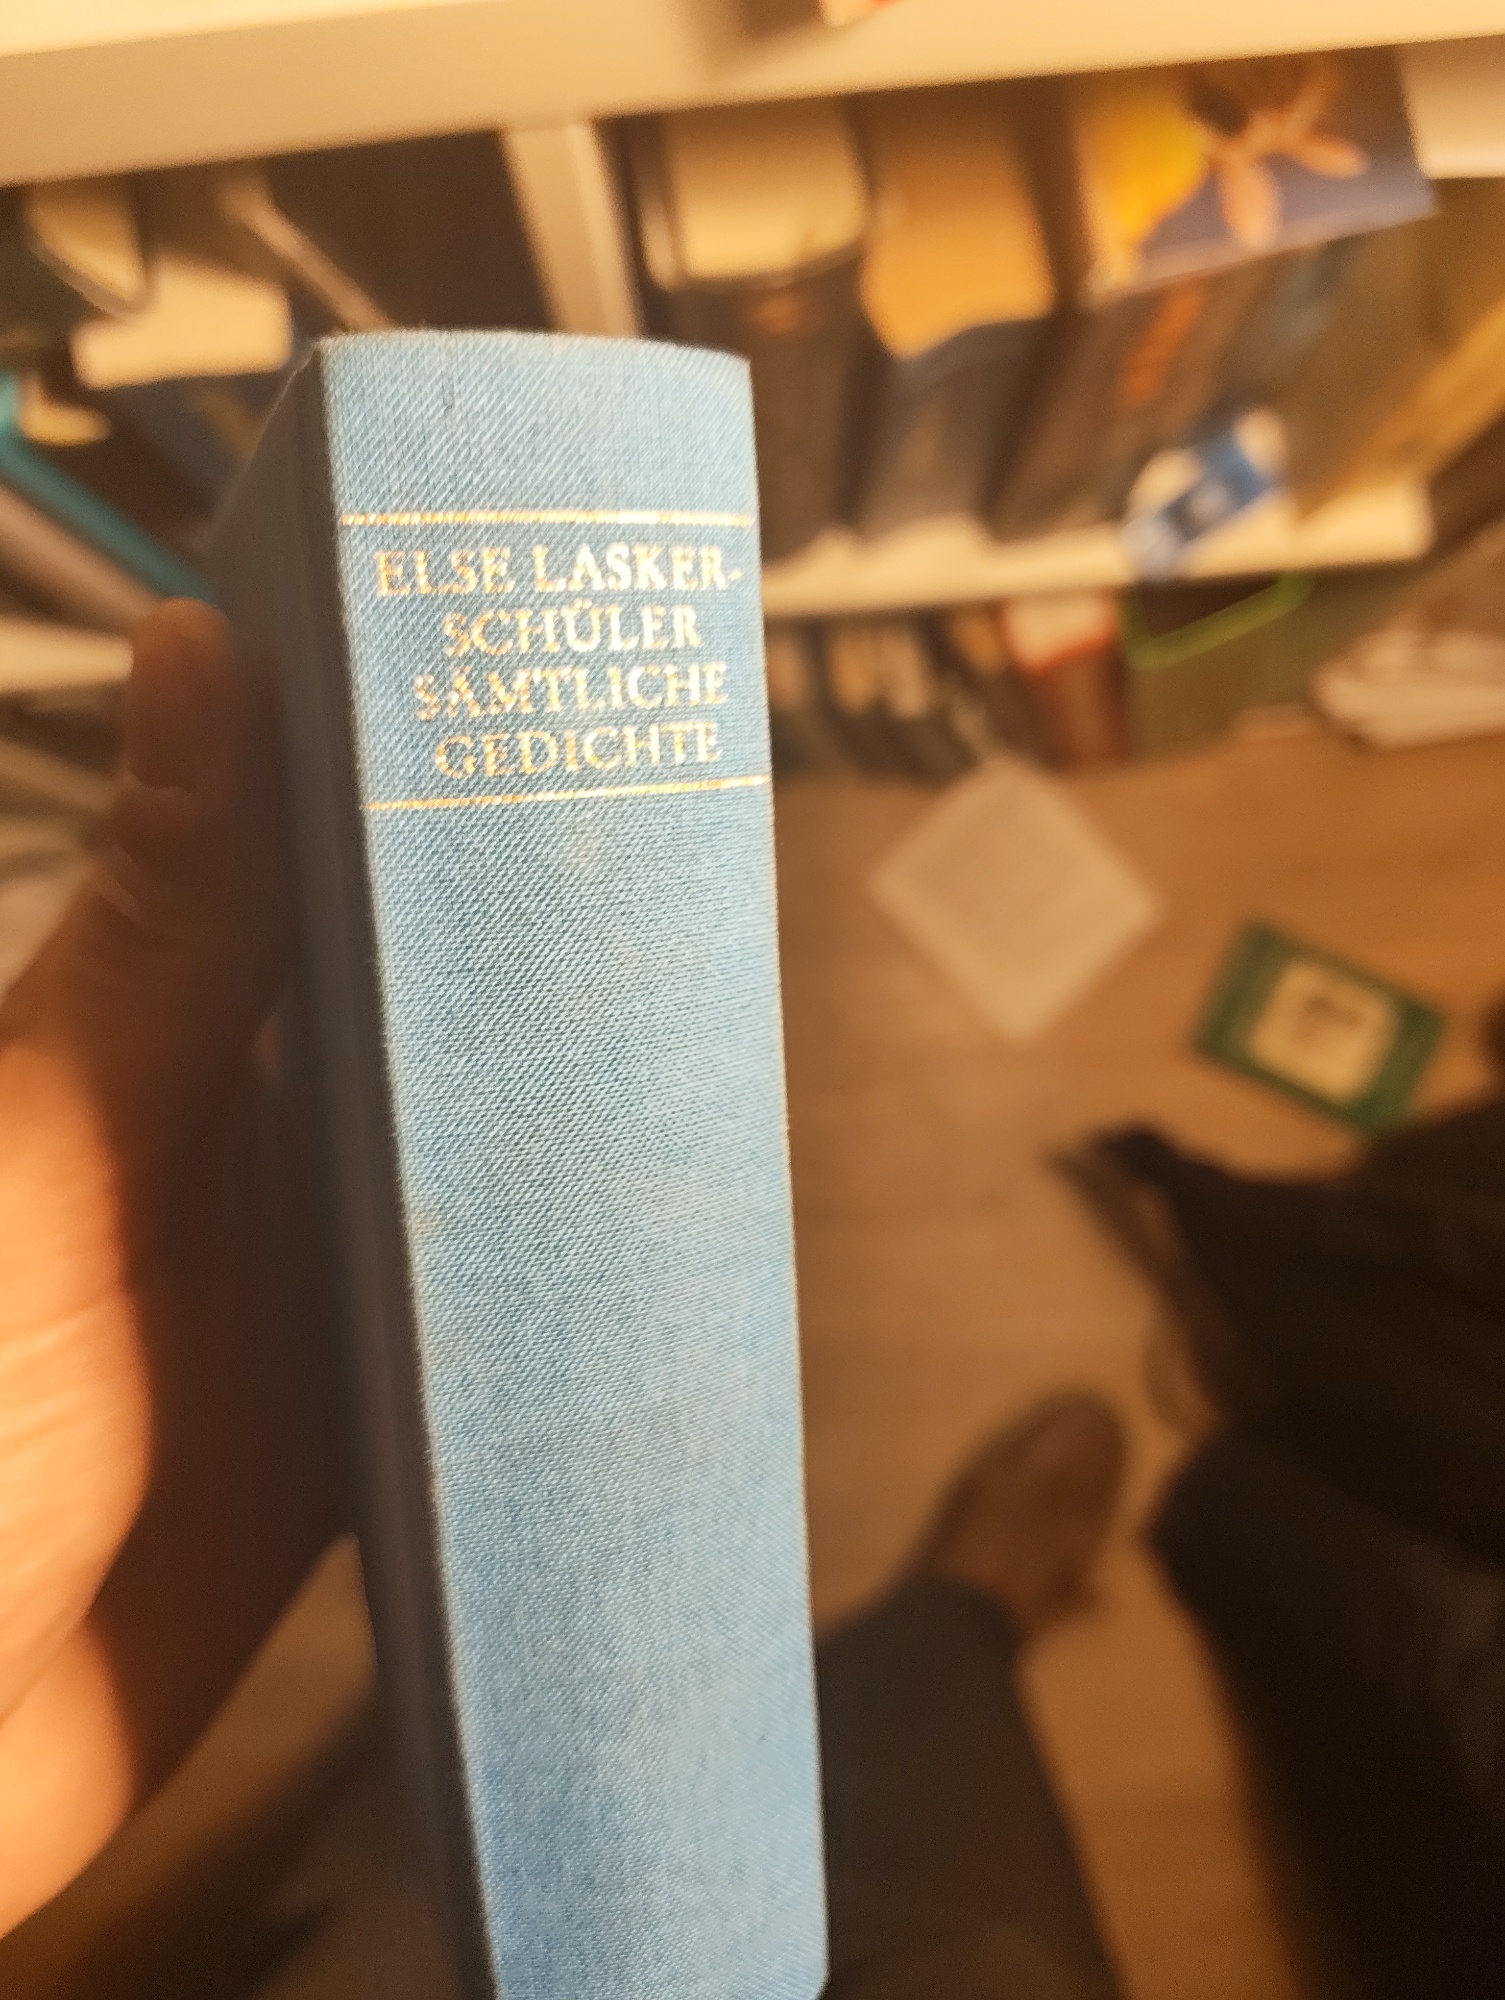 ELSE LASKER-
SCHÜLER
SÄMTLICHE
GEDICHTE